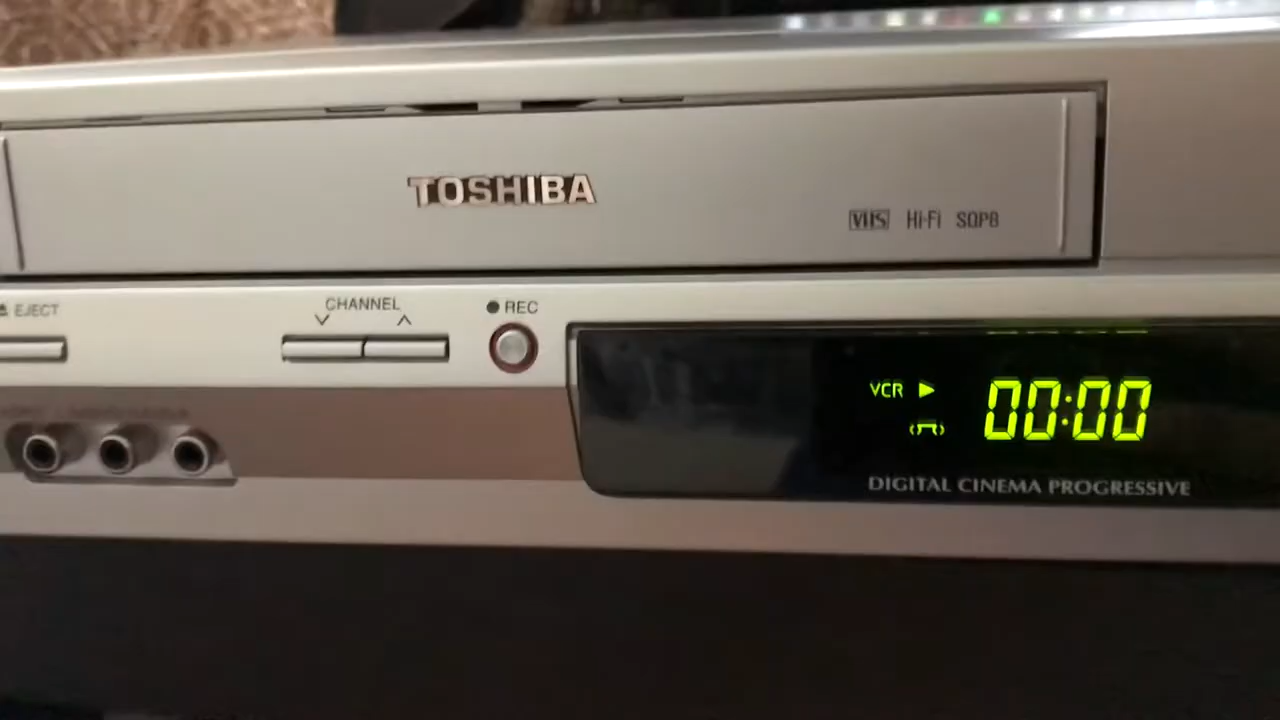 TOSHIBA
VHS Hi-Fi SQPB
EJECT
CHANNEL
REC
VCR
00:00
DIGITAL CINEMA PROGRESSIVE